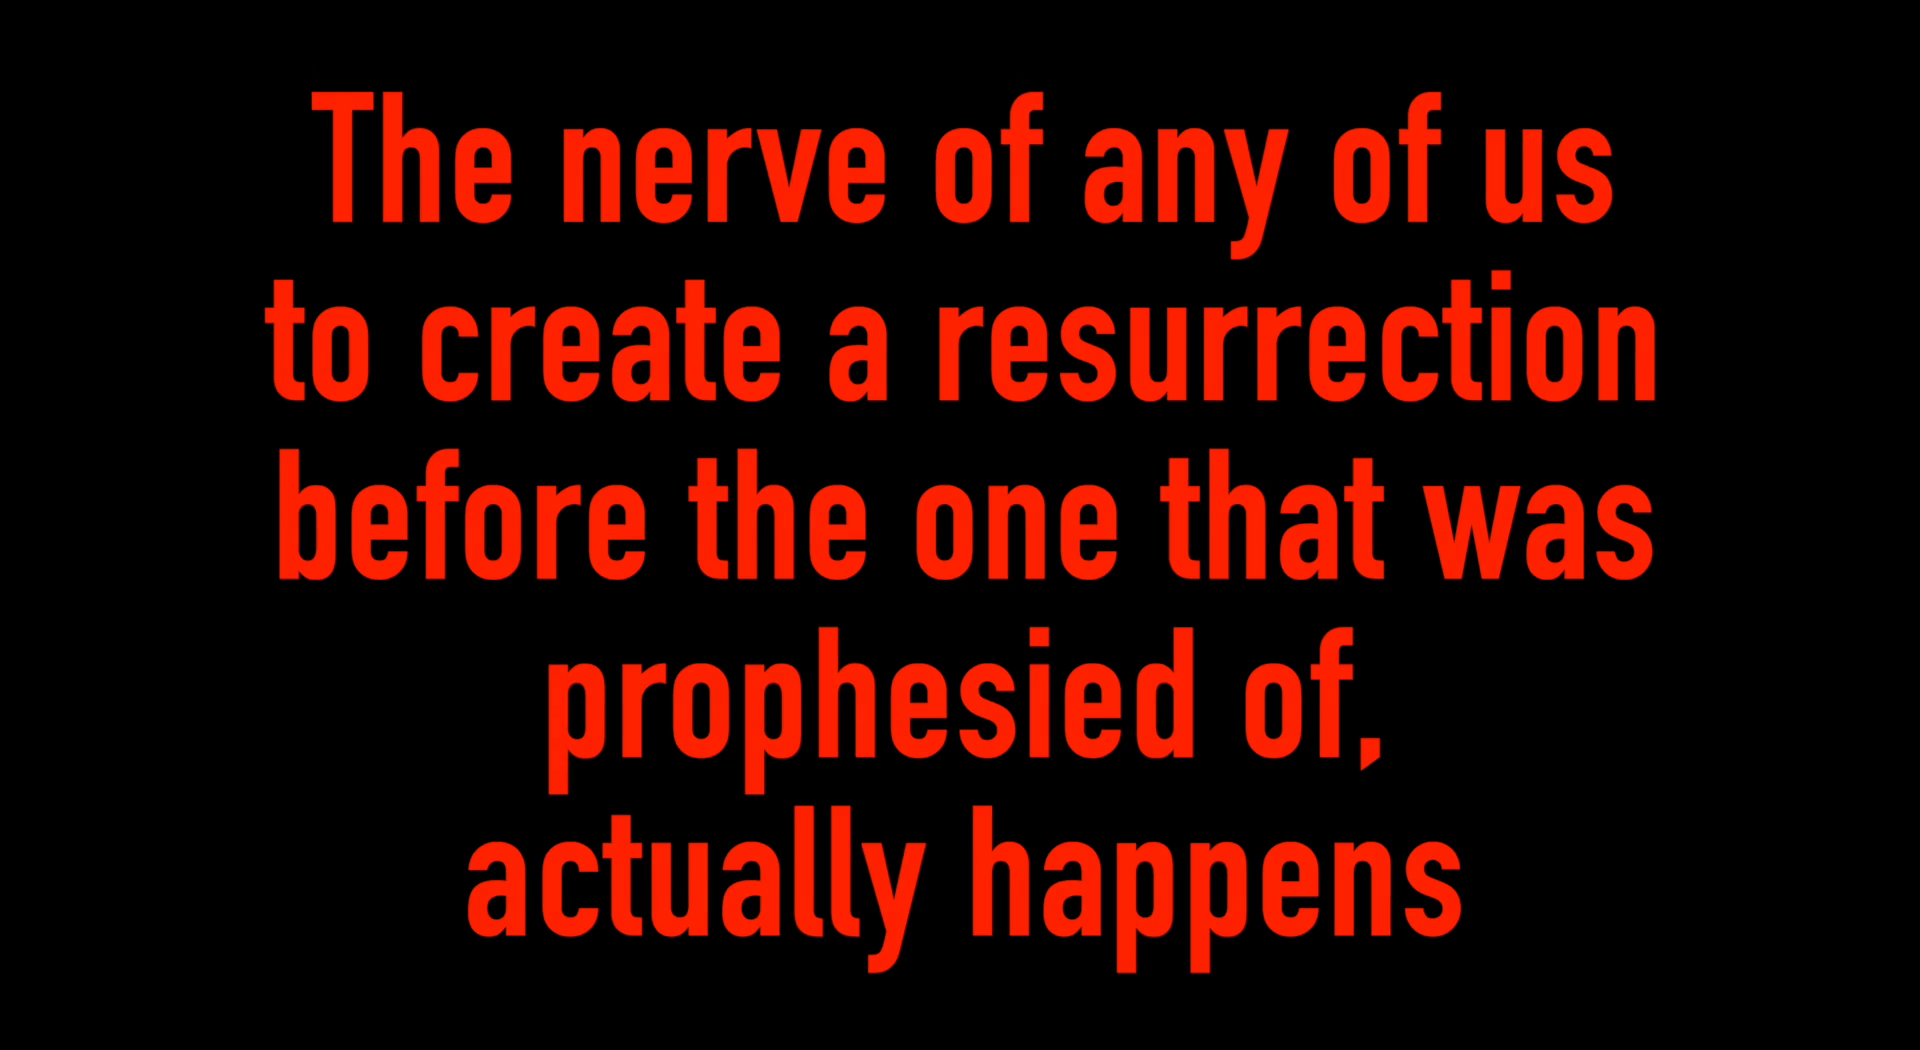 The nerve of any of us
to create a resurrection
before the one that was
prophesied of,
actually happens